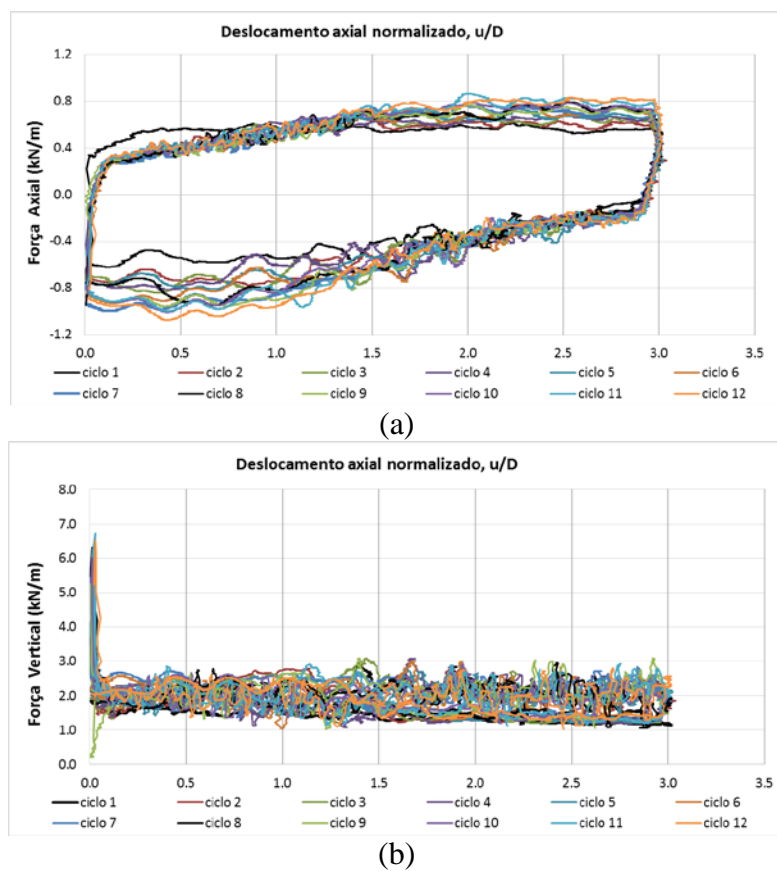 Deslocamento axial normalizado, u/D
1.2
0.8
0.4
0.0
-0.4
-0.8
-1.2
Força Axial (kN/m)
0.0 0.5 1.0 1.5 2.0 2.5 3.0 3.5
ciclo 1 ciclo 2 ciclo 3 ciclo 4 ciclo 5 ciclo 6
ciclo 7 ciclo 8 ciclo 9 ciclo 10 ciclo 11 ciclo 12
(a)
Deslocamento axial normalizado, u/D
8.0
7.0
6.0
5.0
4.0
3.0
2.0
1.0
0.0
Força Vertical (kN/m)
0.0 0.5 1.0 1.5 2.0 2.5 3.0 3.5
ciclo 1 ciclo 2 ciclo 3 ciclo 4 ciclo 5 ciclo 6
ciclo 7 ciclo 8 ciclo 9 ciclo 10 ciclo 11 ciclo 12
(b)